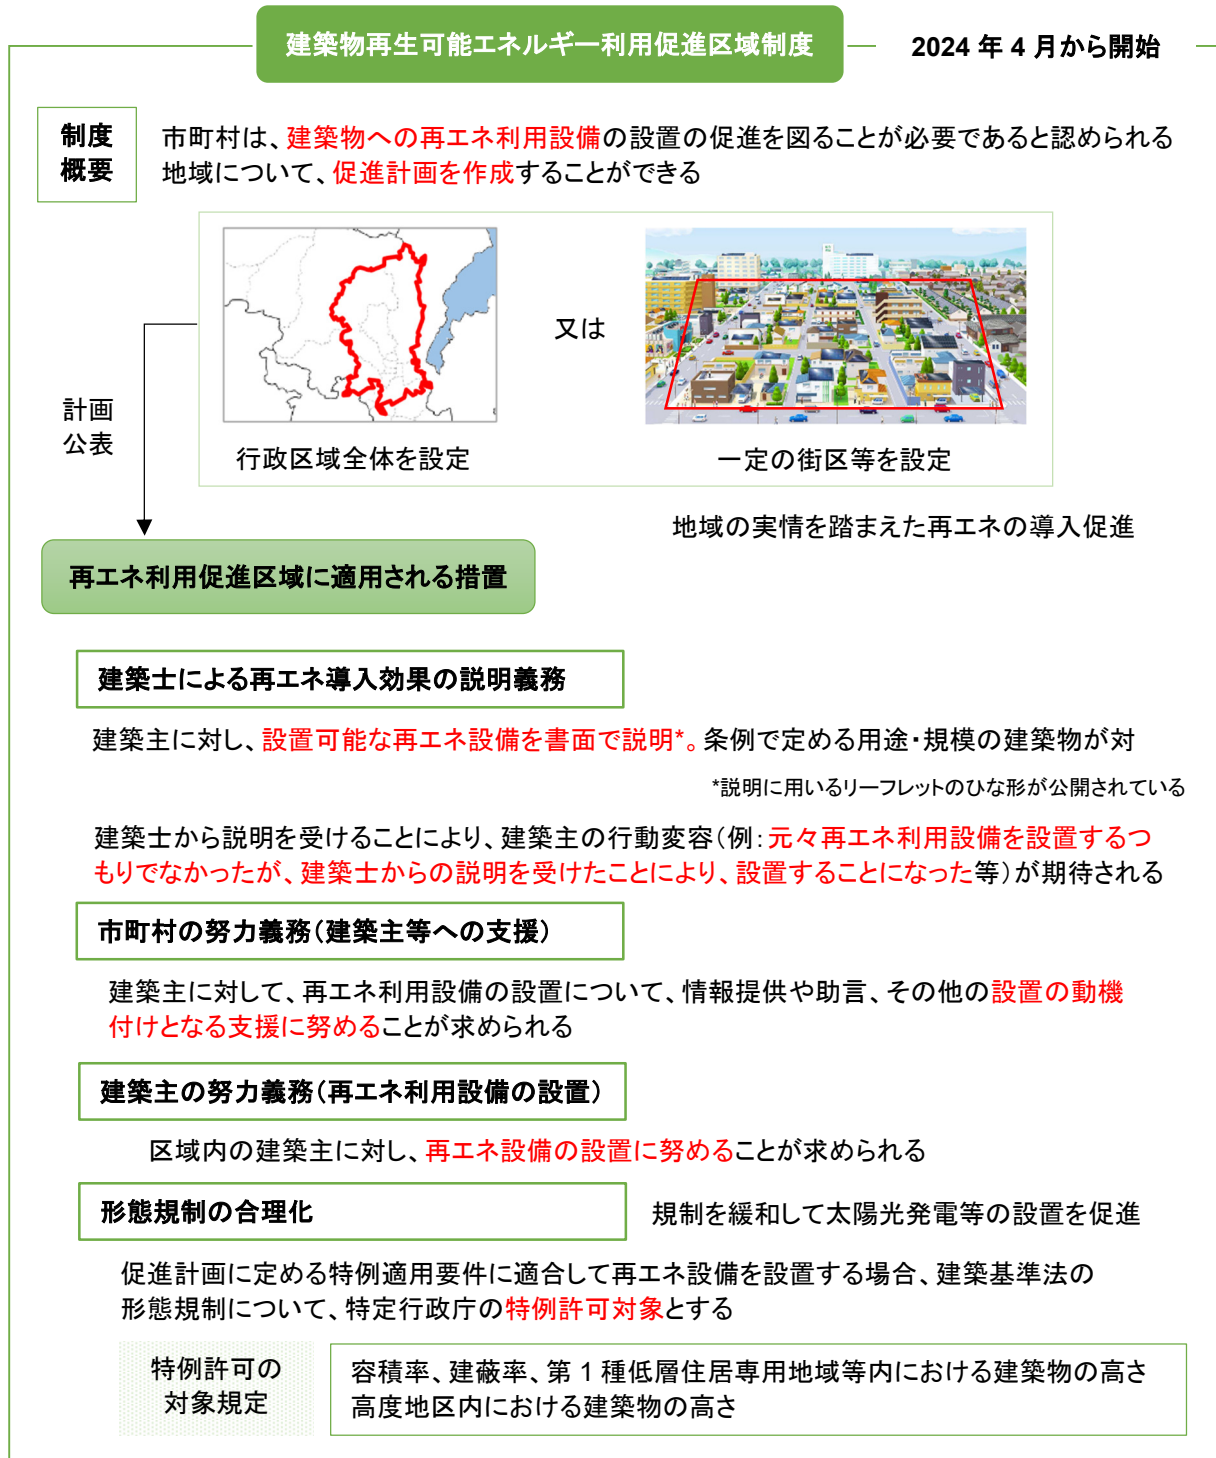 建築物再生可能エネルギー利用促進区域制度
2024 年 4 月から開始
制度
概要
市町村は、建築物への再エネ利用設備の設置の促進を図ることが必要であると認められる
地域について、促進計画を作成することができる
又は
行政区域全体を設定
一定の街区等を設定
計画
公表
地域の実情を踏まえた再エネの導入促進
再エネ利用促進区域に適用される措置
建築士による再エネ導入効果の説明義務
建築主に対し、設置可能な再エネ設備を書面で説明*。条例で定める用途・規模の建築物が対
*説明に用いるリーフレットのひな形が公開されている
建築士から説明を受けることにより、建築主の行動変容(例:元々再エネ利用設備を設置するつ
もりでなかったが、建築士からの説明を受けたことにより、設置することになった等)が期待される
市町村の努力義務(建築主等への支援)
建築主に対して、再エネ利用設備の設置について、情報提供や助言、その他の設置の動機
付けとなる支援に努めることが求められる
建築主の努力義務(再エネ利用設備の設置)
区域内の建築主に対し、再エネ設備の設置に努めることが求められる
形態規制の合理化
規制を緩和して太陽光発電等の設置を促進
促進計画に定める特例適用要件に適合して再エネ設備を設置する場合、建築基準法の
形態規制について、特定行政庁の特例許可対象とする
特例許可の
対象規定
容積率、建蔽率、第 1 種低層住居専用地域等内における建築物の高さ
高度地区内における建築物の高さ